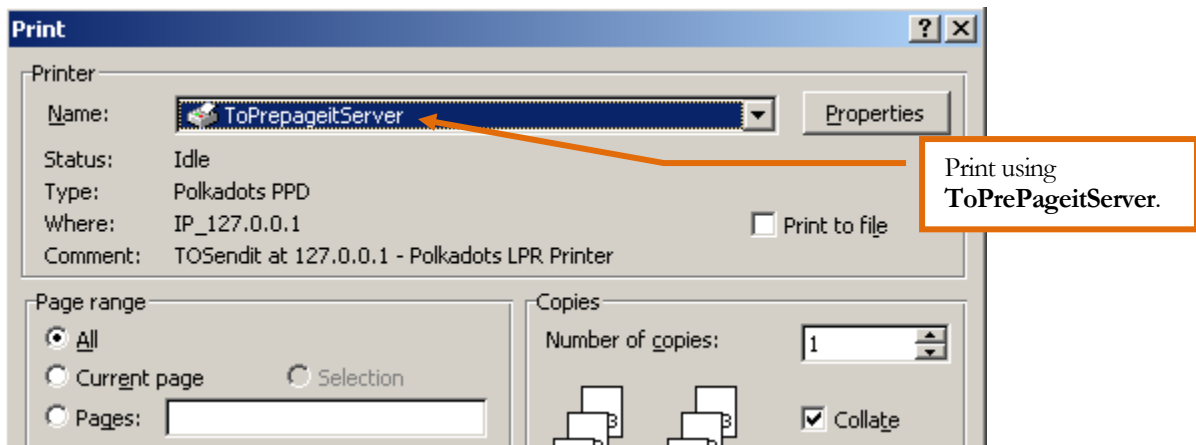 Print
Printer
Name: ToPrepageitServer Properties
Status: Idle
Type: Polkadots PPD
Where: IP_127.0.0.1 Print to file
Comment: TOSendit at 127.0.0.1 - Polkadots LPR Printer
Print using
ToPrePageitServer.
Page range
All
Current page Selection
Pages:
Copies
Number of copies: 1
3 3
Collate